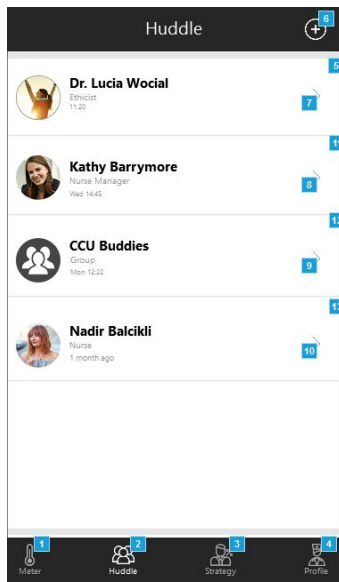 Huddle
6
5
Dr. Lucia Wocial
Ethicist
11:20
7
Kathy Barrymore
Nurse Manager
Wed 14:45
8
CCU Buddies
Group
Mon 12:22
9
Nadir Balcikli
Nurse
1 month ago
10
1
2
3
4
Meter
Huddle
Strategy
Profile